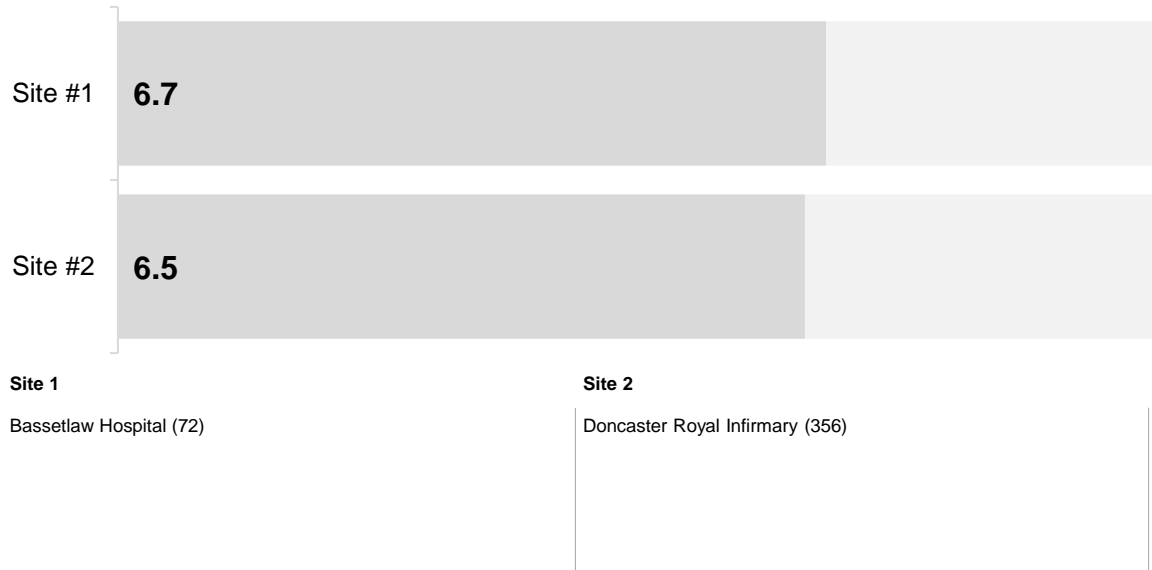 Site #1 6.7
Site #2 6.5
Site 1
Bassetlaw Hospital (72)
Site 2
Doncaster Royal Infirmary (356)